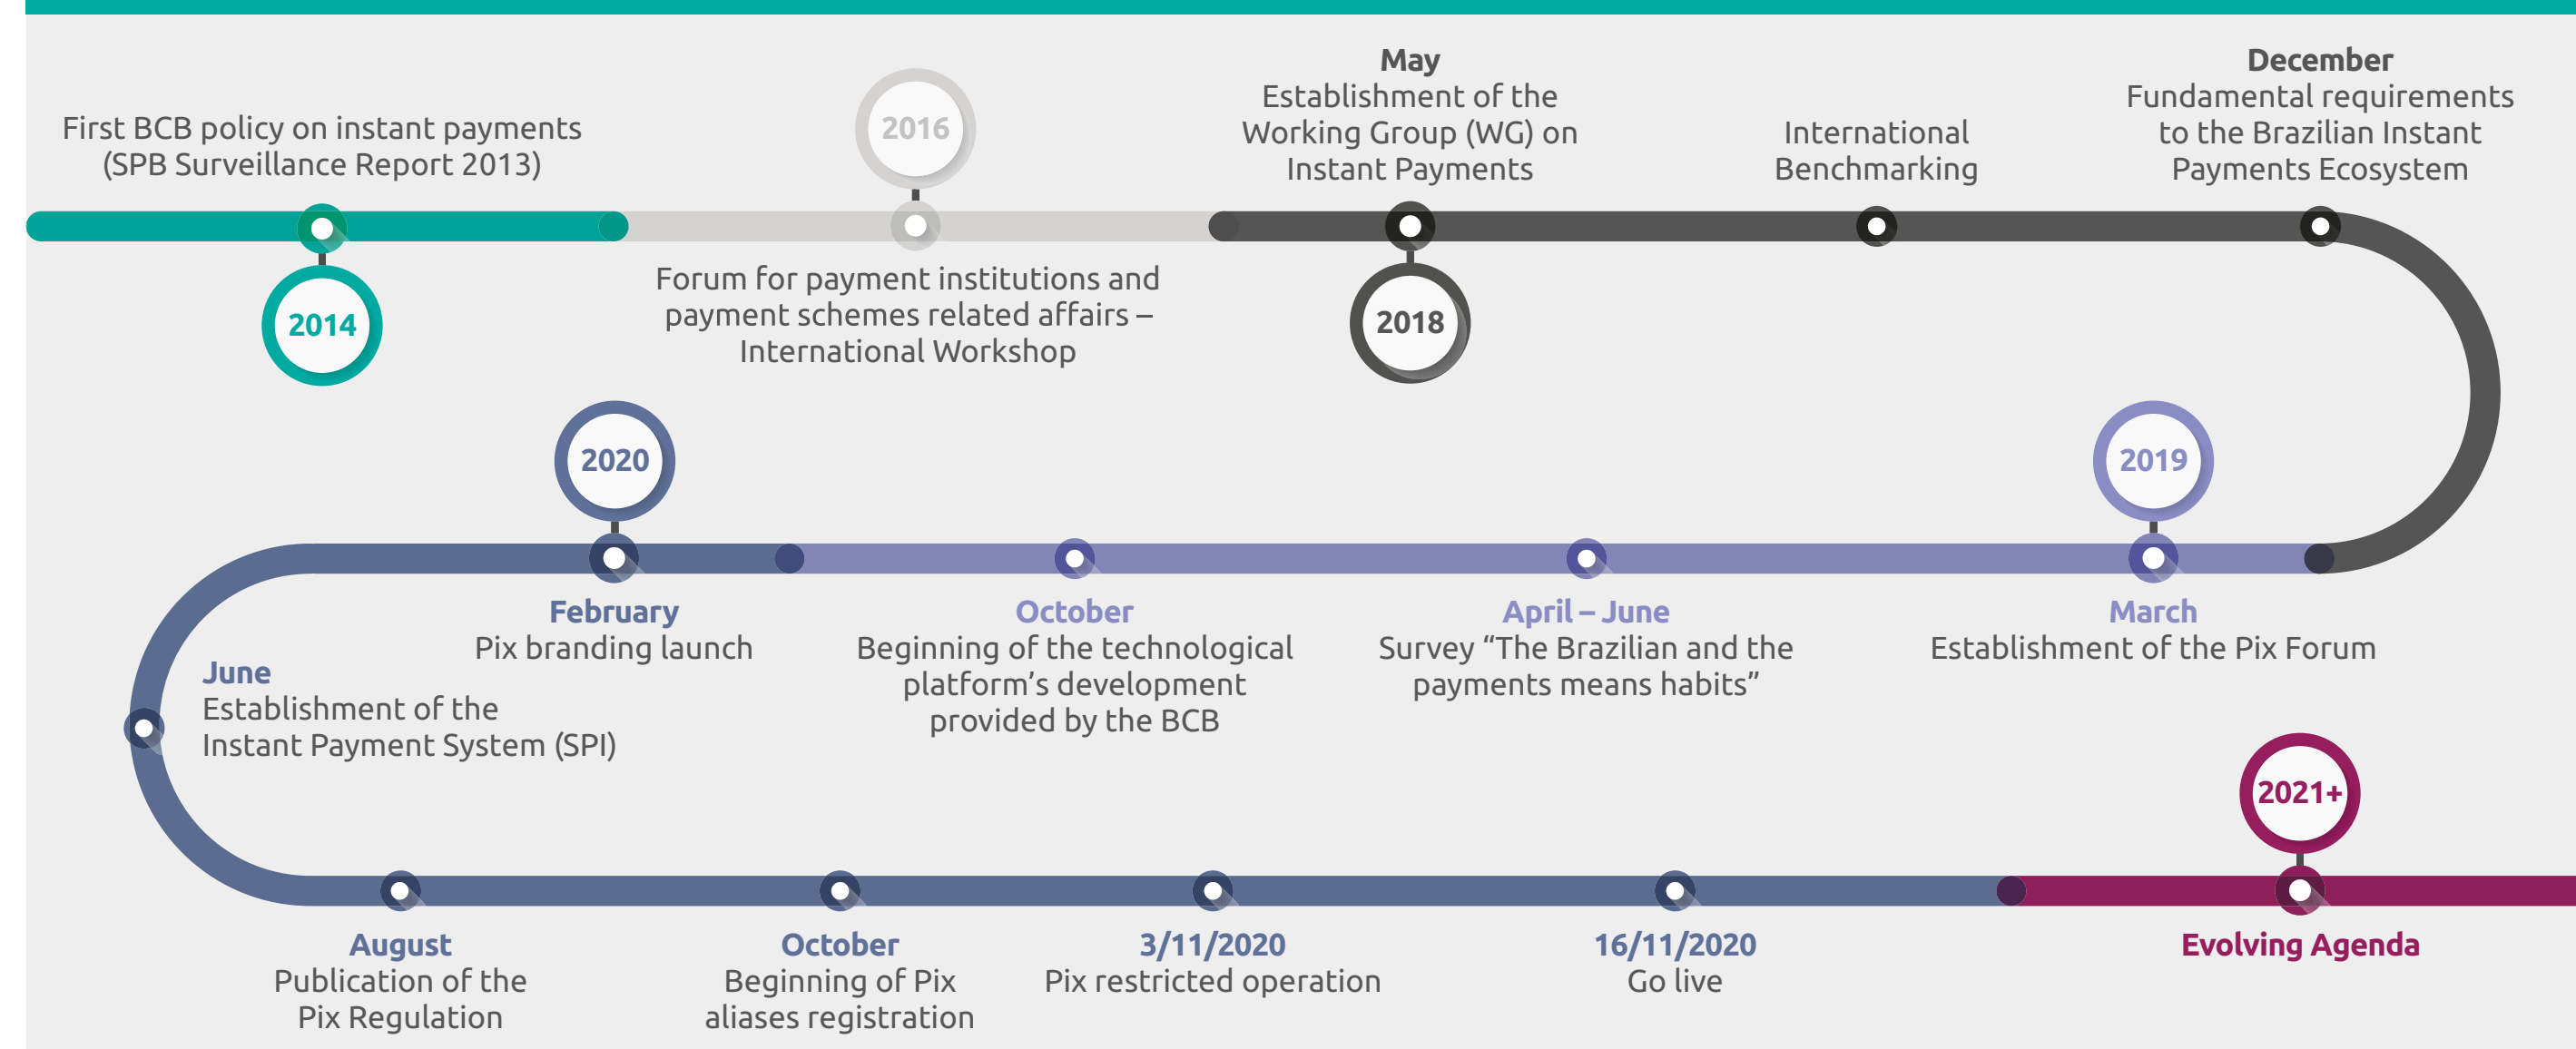 First BCB policy on instant payments
(SPB Surveillance Report 2013)
2014
2016
Forum for payment institutions and
payment schemes related affairs –
International Workshop
May
Establishment of the
Working Group (WG) on
Instant Payments
2018
International
Benchmarking
December
Fundamental requirements
to the Brazilian Instant
Payments Ecosystem
2019
March
Establishment of the Pix Forum
April – June
Survey “The Brazilian and the
payments means habits”
October
Beginning of the technological
platform’s development
provided by the BCB
2020
February
Pix branding launch
June
Establishment of the
Instant Payment System (SPI)
August
Publication of the
Pix Regulation
October
Beginning of Pix
aliases registration
3/11/2020
Pix restricted operation
16/11/2020
Go live
2021+
Evolving Agenda